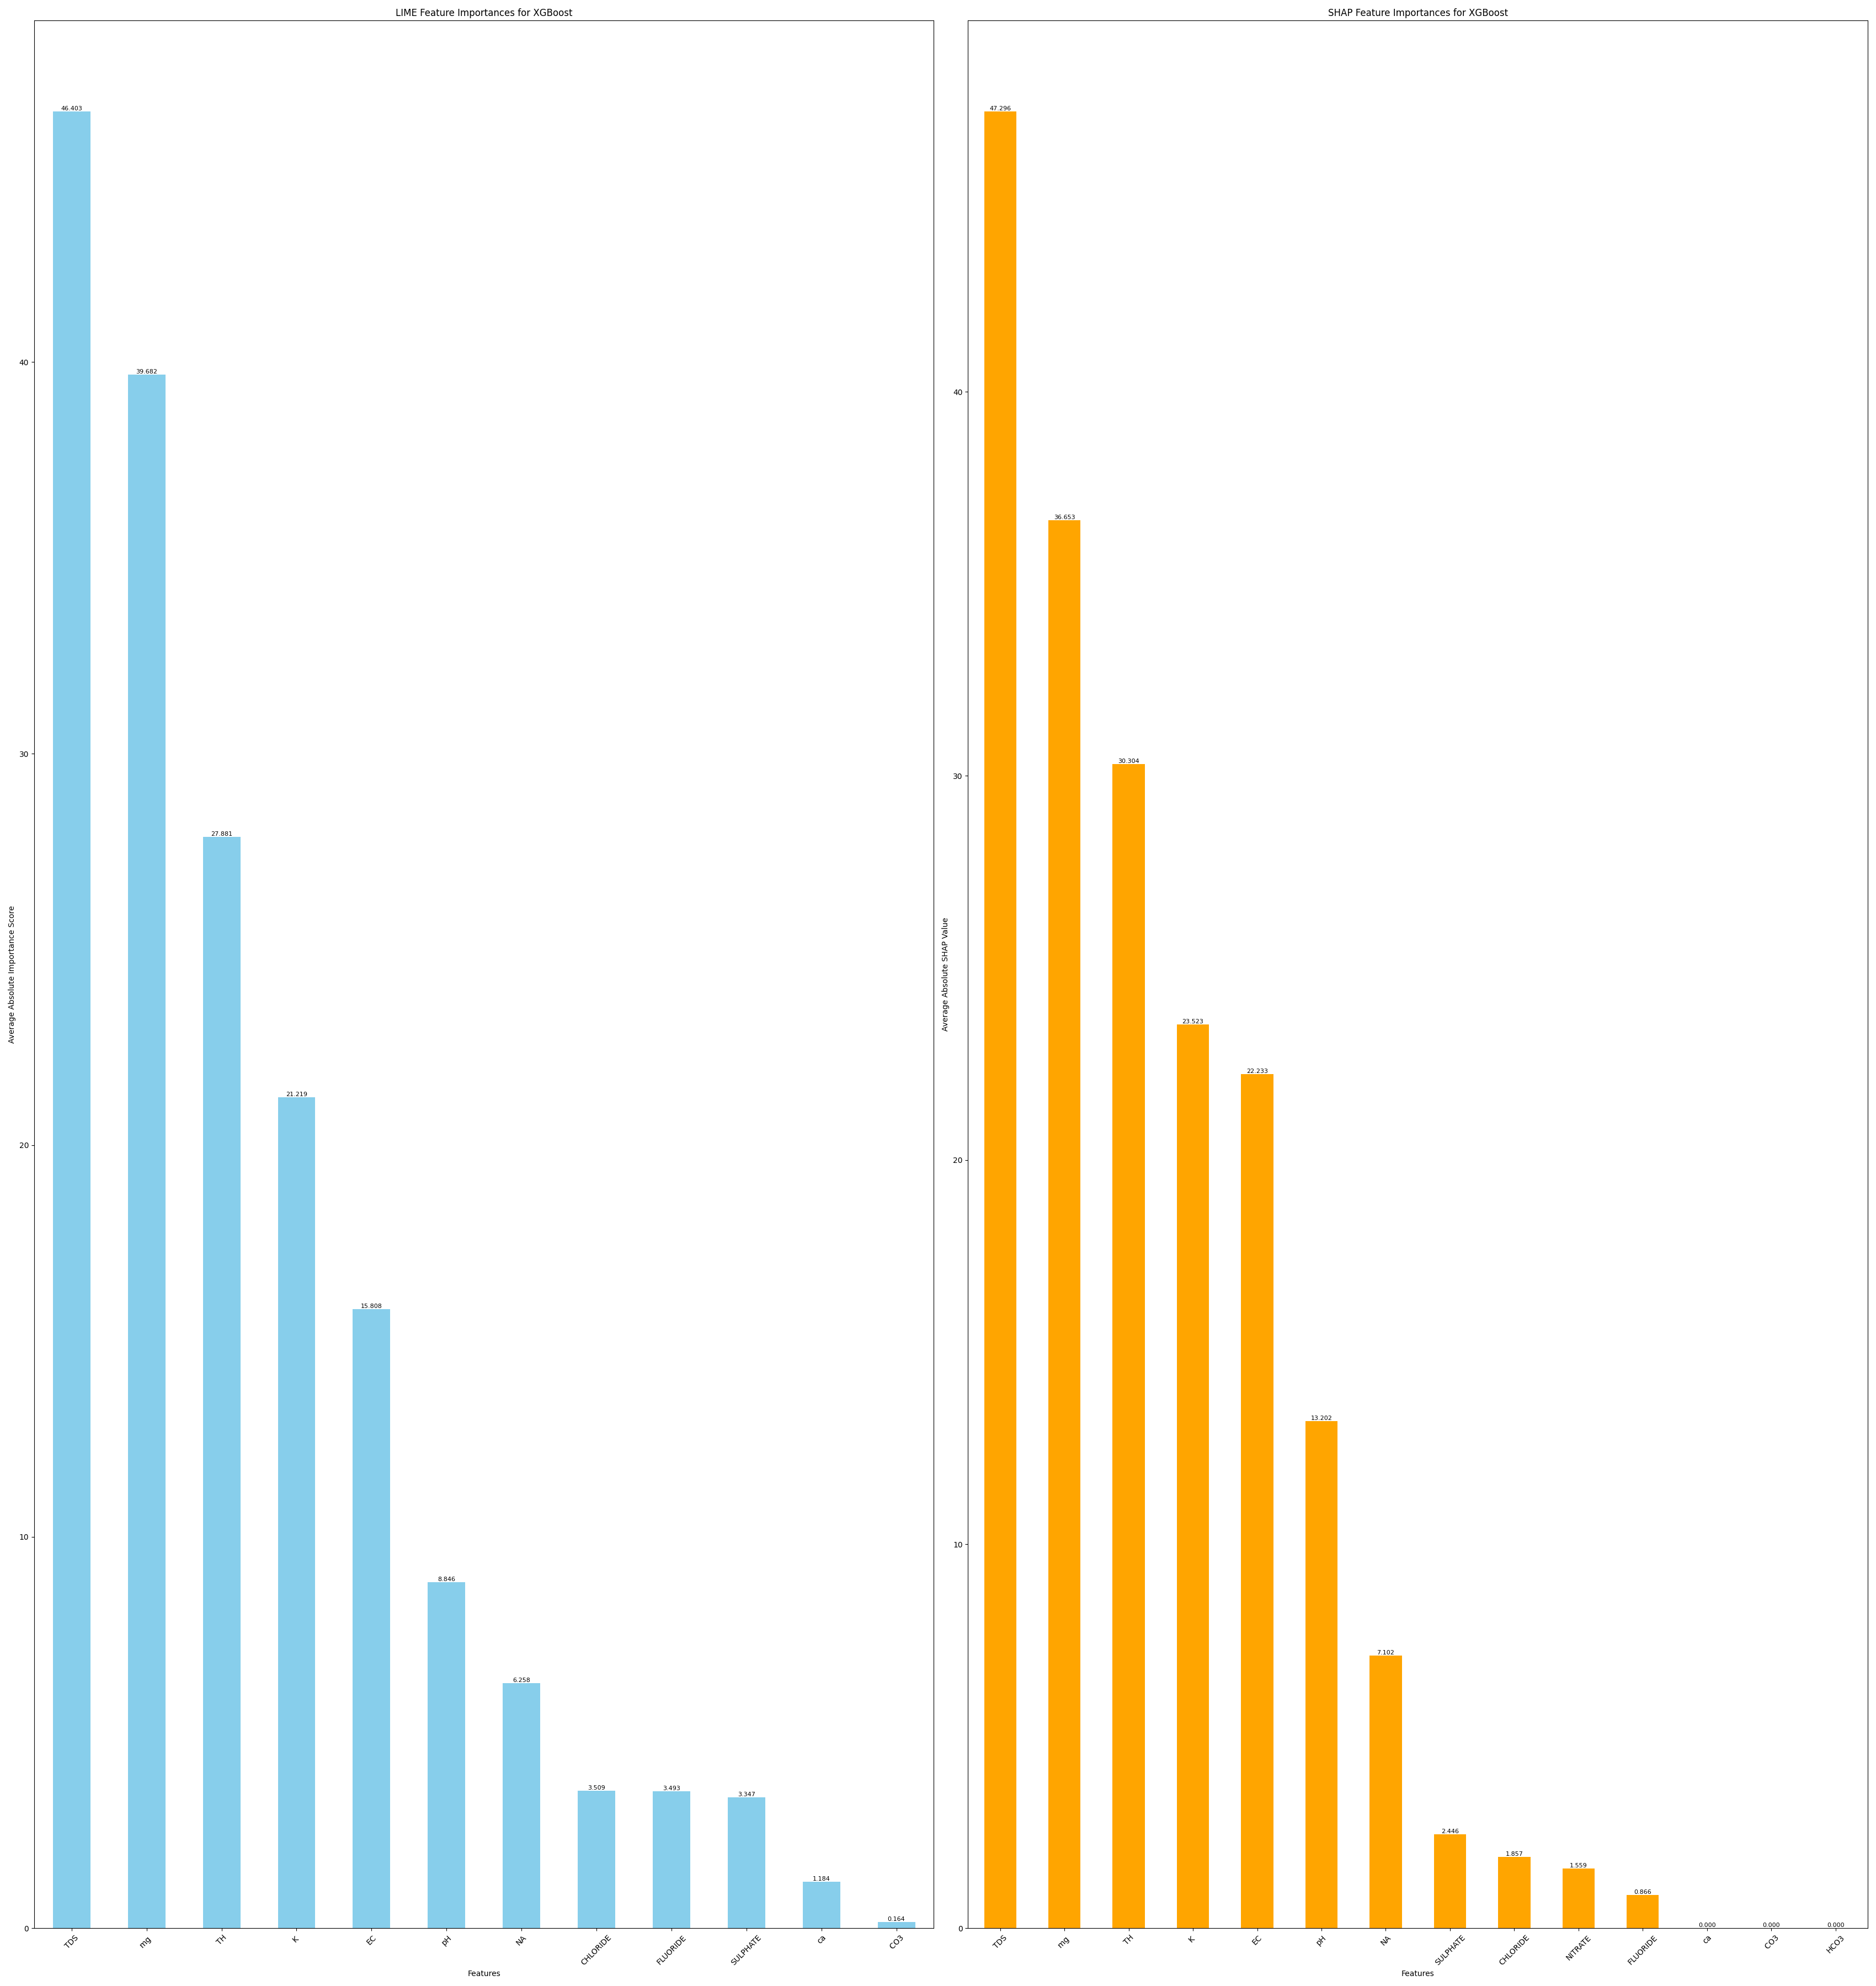 LIME Feature Importances for XGBoost
46.403
39.682
27.881
21.219
15.808
8.846
6.258
3.509
3.493
3.347
1.184
0.164
40
30
20
10
0
Average Absolute Importance Score
TDS
mg
TH
K
EC
pH
NA
CHLORIDE
FLUORIDE
SULPHATE
ca
CO3
Features
SHAP Feature Importances for XGBoost
47.296
36.653
30.304
23.523
22.233
13.202
7.102
2.446
1.857
1.559
0.866
0.000
0.000
0.000
40
30
20
10
0
Average Absolute SHAP Value
TDS
mg
TH
K
EC
pH
NA
SULPHATE
CHLORIDE
NITRATE
FLUORIDE
ca
CO3
HCO3
Features